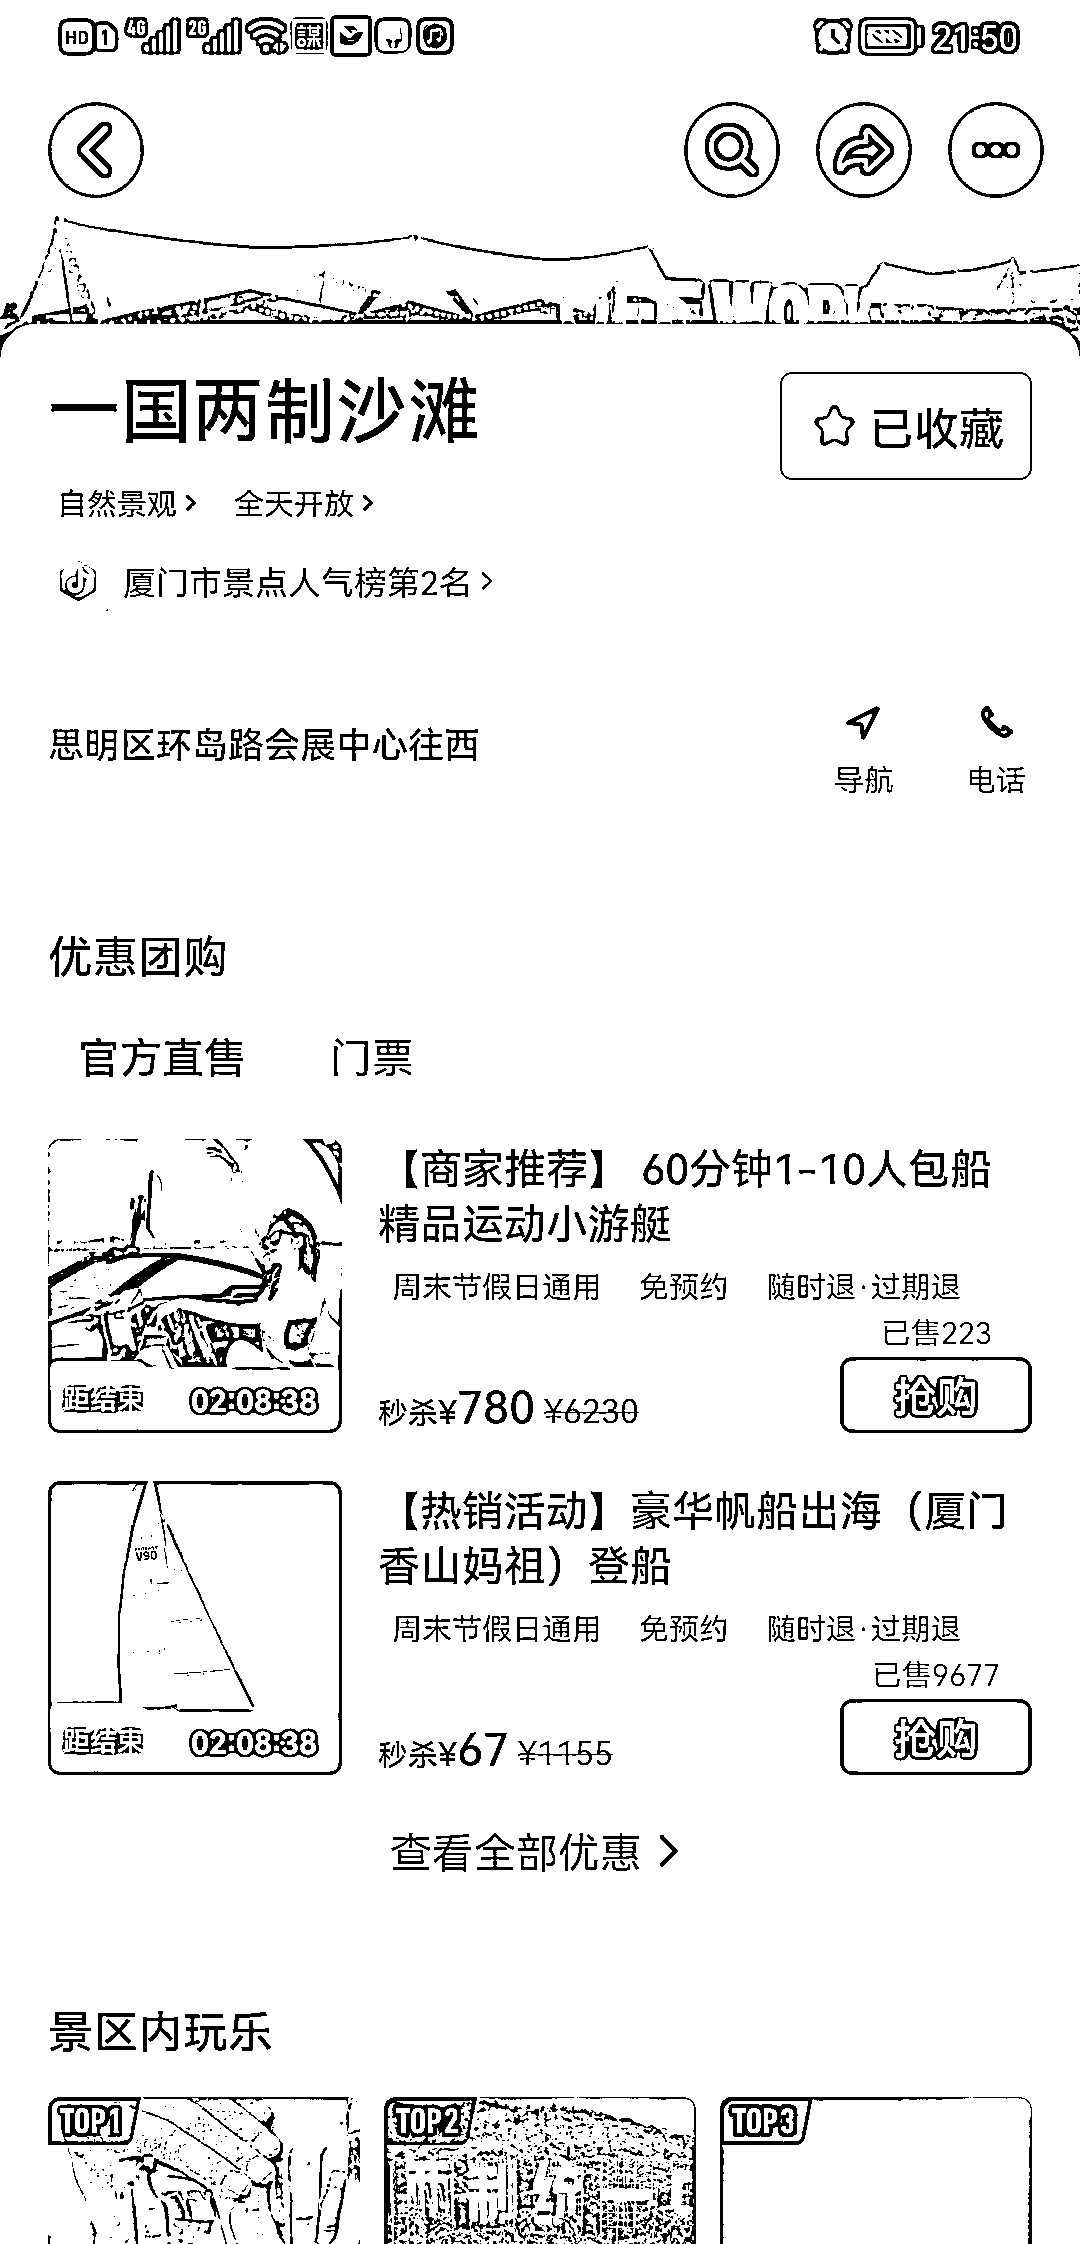 HD 1 4G 2G 21:50
LIFE WORK
一国两制沙滩
已收藏
自然景观 全天开放
厦门市景点人气榜第2名
思明区环岛路会展中心往西
导航 电话
优惠团购
官方直售 门票
【商家推荐】 60分钟1-10人包船
精品运动小游艇
周末节假日通用 免预约 随时退·过期退
已售223
距结束 02:08:38
秒杀¥780 ¥6230
抢购
【热销活动】豪华帆船出海（厦门
香山妈祖）登船
周末节假日通用 免预约 随时退·过期退
已售9677
距结束 02:08:38
秒杀¥67 ¥1155
抢购
查看全部优惠
景区内玩乐
TOP1 TOP2 TOP3
两制统一